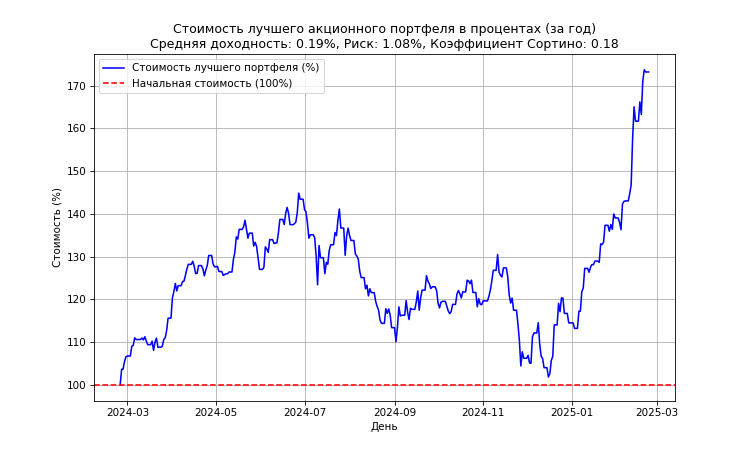 Стоимость лучшего акционного портфеля в процентах (за год)
Средняя доходность: 0.19%, Риск: 1.08%, Коэффициент Сортино: 0.18
Стоимость лучшего портфеля (%)
Начальная стоимость (100%)
Стоимость (%)
170
160
150
140
130
120
110
100
2024-03 2024-05 2024-07 2024-09 2024-11 2025-01 2025-03
День